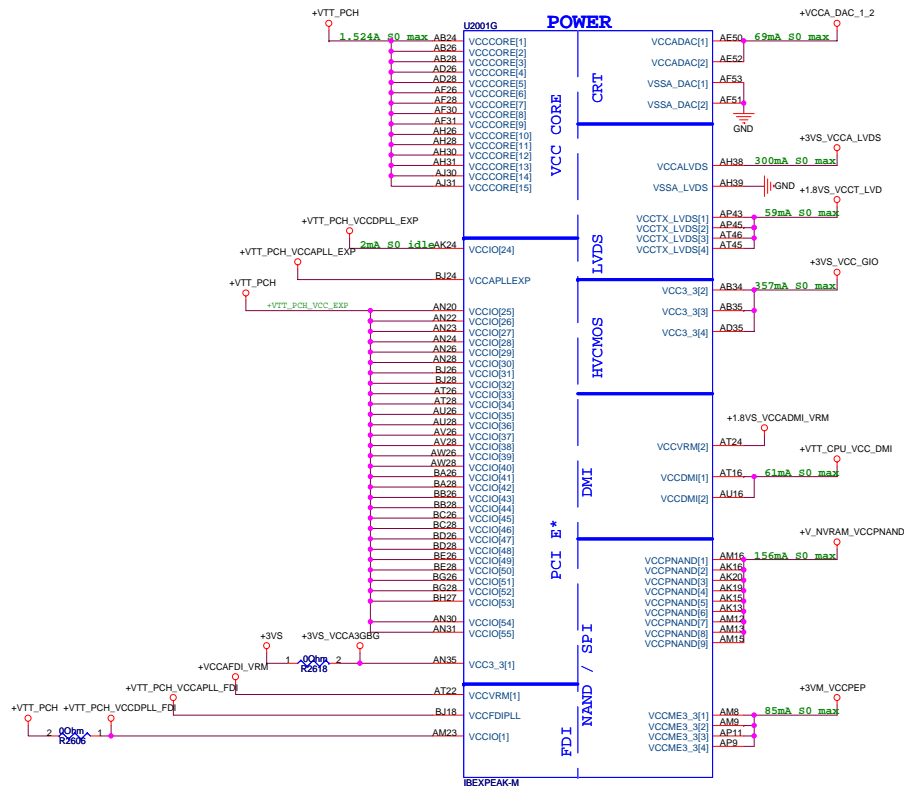 POWER
U2001G
IBEXPEAK-M
+VTT_PCH
1.524A S0 max
AB24 VCCCORE[1]
AB26 VCCCORE[2]
AB28 VCCCORE[3]
AD26 VCCCORE[4]
AD28 VCCCORE[5]
AF26 VCCCORE[6]
AF28 VCCCORE[7]
AF30 VCCCORE[8]
AF31 VCCCORE[9]
AH26 VCCCORE[10]
AH28 VCCCORE[11]
AH30 VCCCORE[12]
AH31 VCCCORE[13]
AJ30 VCCCORE[14]
AJ31 VCCCORE[15]
VCC CORE
+VTT_PCH_VCCDPLL_EXP
2mA S0 idle
AK24 VCCIO[24]
+VTT_PCH_VCCAPLL_EXP
BJ24 VCCAPLLEXP
+VTT_PCH
+VTT_PCH_VCC_EXP
AN20 VCCIO[25]
AN22 VCCIO[26]
AN23 VCCIO[27]
AN24 VCCIO[28]
AN26 VCCIO[29]
AN28 VCCIO[30]
BJ26 VCCIO[31]
BJ28 VCCIO[32]
AT26 VCCIO[33]
AT28 VCCIO[34]
AU26 VCCIO[35]
AU28 VCCIO[36]
AV26 VCCIO[37]
AV28 VCCIO[38]
AW26 VCCIO[39]
AW28 VCCIO[40]
BA26 VCCIO[41]
BA28 VCCIO[42]
BB26 VCCIO[43]
BB28 VCCIO[44]
BC26 VCCIO[45]
BC28 VCCIO[46]
BD26 VCCIO[47]
BD28 VCCIO[48]
BE26 VCCIO[49]
BE28 VCCIO[50]
BG26 VCCIO[51]
BG28 VCCIO[52]
BH27 VCCIO[53]
AN30 VCCIO[54]
AN31 VCCIO[55]
PCI E*
+3VS
+3VS_VCCA3GBG
1 0Ohm 2
R2618
AN35 VCC3_3[1]
+VCCAFDI_VRM
AT22 VCCVRM[1]
+VTT_PCH_VCCAPLL_FDI
BJ18 VCCFDIPLL
+VTT_PCH
+VTT_PCH_VCCDPLL_FDI
2 0Ohm 1
R2606
AM23 VCCIO[1]
FDI
CRT
+VCCA_DAC_1_2
69mA S0 max
VCCADAC[1] AE50
VCCADAC[2] AE52
VSSA_DAC[1] AF53
VSSA_DAC[2] AF51
GND
LVDS
+3VS_VCCA_LVDS
300mA S0 max
VCCALVDS AH38
VSSA_LVDS AH39
GND
+1.8VS_VCCT_LVD
59mA S0 max
VCCTX_LVDS[1] AP43
VCCTX_LVDS[2] AP45
VCCTX_LVDS[3] AT46
VCCTX_LVDS[4] AT45
HVCMOS
+3VS_VCC_GIO
357mA S0 max
VCC3_3[2] AB34
VCC3_3[3] AB35
VCC3_3[4] AD35
DMI
+1.8VS_VCCADMI_VRM
VCCVRM[2] AT24
+VTT_CPU_VCC_DMI
61mA S0 max
VCCDMI[1] AT16
VCCDMI[2] AU16
NAND / SPI
+V_NVRAM_VCCPNAND
156mA S0 max
VCCPNAND[1] AM16
VCCPNAND[2] AK16
VCCPNAND[3] AK20
VCCPNAND[4] AK19
VCCPNAND[5] AK15
VCCPNAND[6] AK13
VCCPNAND[7] AM12
VCCPNAND[8] AM13
VCCPNAND[9] AM15
+3VM_VCCPEP
85mA S0 max
VCCME3_3[1] AM8
VCCME3_3[2] AM9
VCCME3_3[3] AP11
VCCME3_3[4] AP9